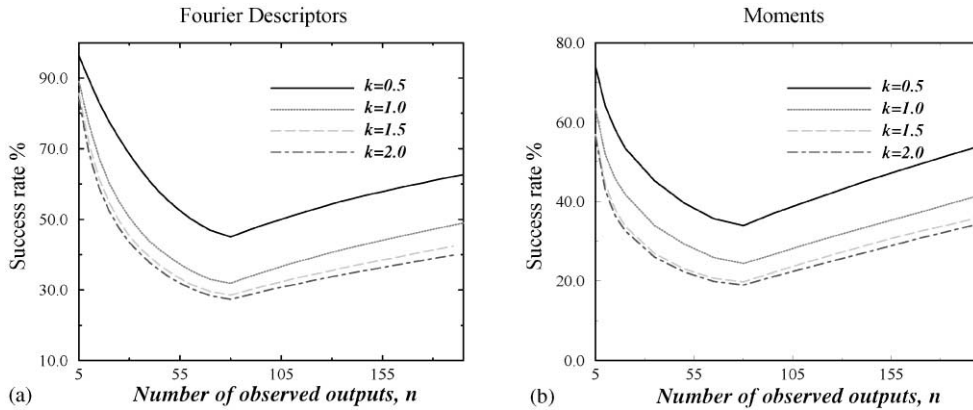 Fourier Descriptors
Success rate %
90.0
70.0
50.0
30.0
10.0
k=0.5
k=1.0
k=1.5
k=2.0
5 55 105 155
(a) Number of observed outputs, n
Moments
Success rate %
80.0
60.0
40.0
20.0
0.0
k=0.5
k=1.0
k=1.5
k=2.0
5 55 105 155
(b) Number of observed outputs, n